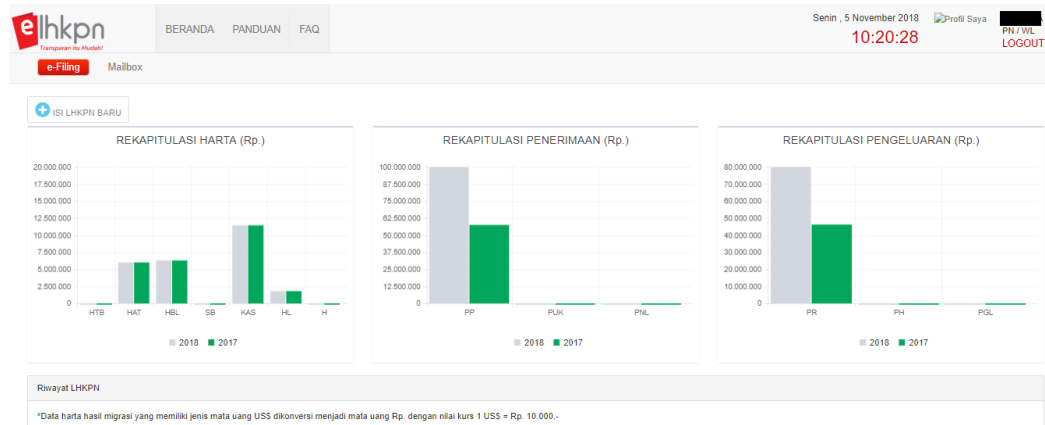 elhkpn
Transparan itu Mudah!
BERANDA PANDUAN FAQ
Senin , 5 November 2018
10:20:28
Profil Saya
PN / WL
LOGOUT
e-Filing Mailbox
ISI LHKPN BARU
REKAPITULASI HARTA (Rp.)
20.000.000
17.500.000
15.000.000
12.500.000
10.000.000
7.500.000
5.000.000
2.500.000
0
HTB HAT HBL SB KAS HL H
2018 2017
REKAPITULASI PENERIMAAN (Rp.)
100.000.000
87.500.000
75.000.000
62.500.000
50.000.000
37.500.000
25.000.000
12.500.000
0
PP PUK PNL
2018 2017
REKAPITULASI PENGELUARAN (Rp.)
80.000.000
70.000.000
60.000.000
50.000.000
40.000.000
30.000.000
20.000.000
10.000.000
0
PR PH PGL
2018 2017
Riwayat LHKPN
*Data harta hasil migrasi yang memiliki jenis mata uang US$ dikonversi menjadi mata uang Rp. dengan nilai kurs 1 US$ = Rp. 10.000,-